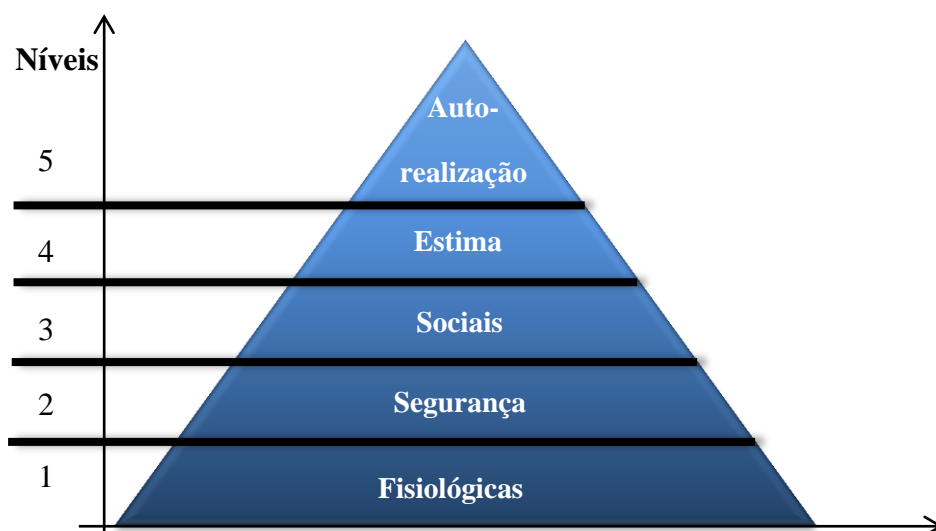 Níveis
Auto-
5
realização
4
Estima
3
Sociais
2
Segurança
1
Fisiológicas